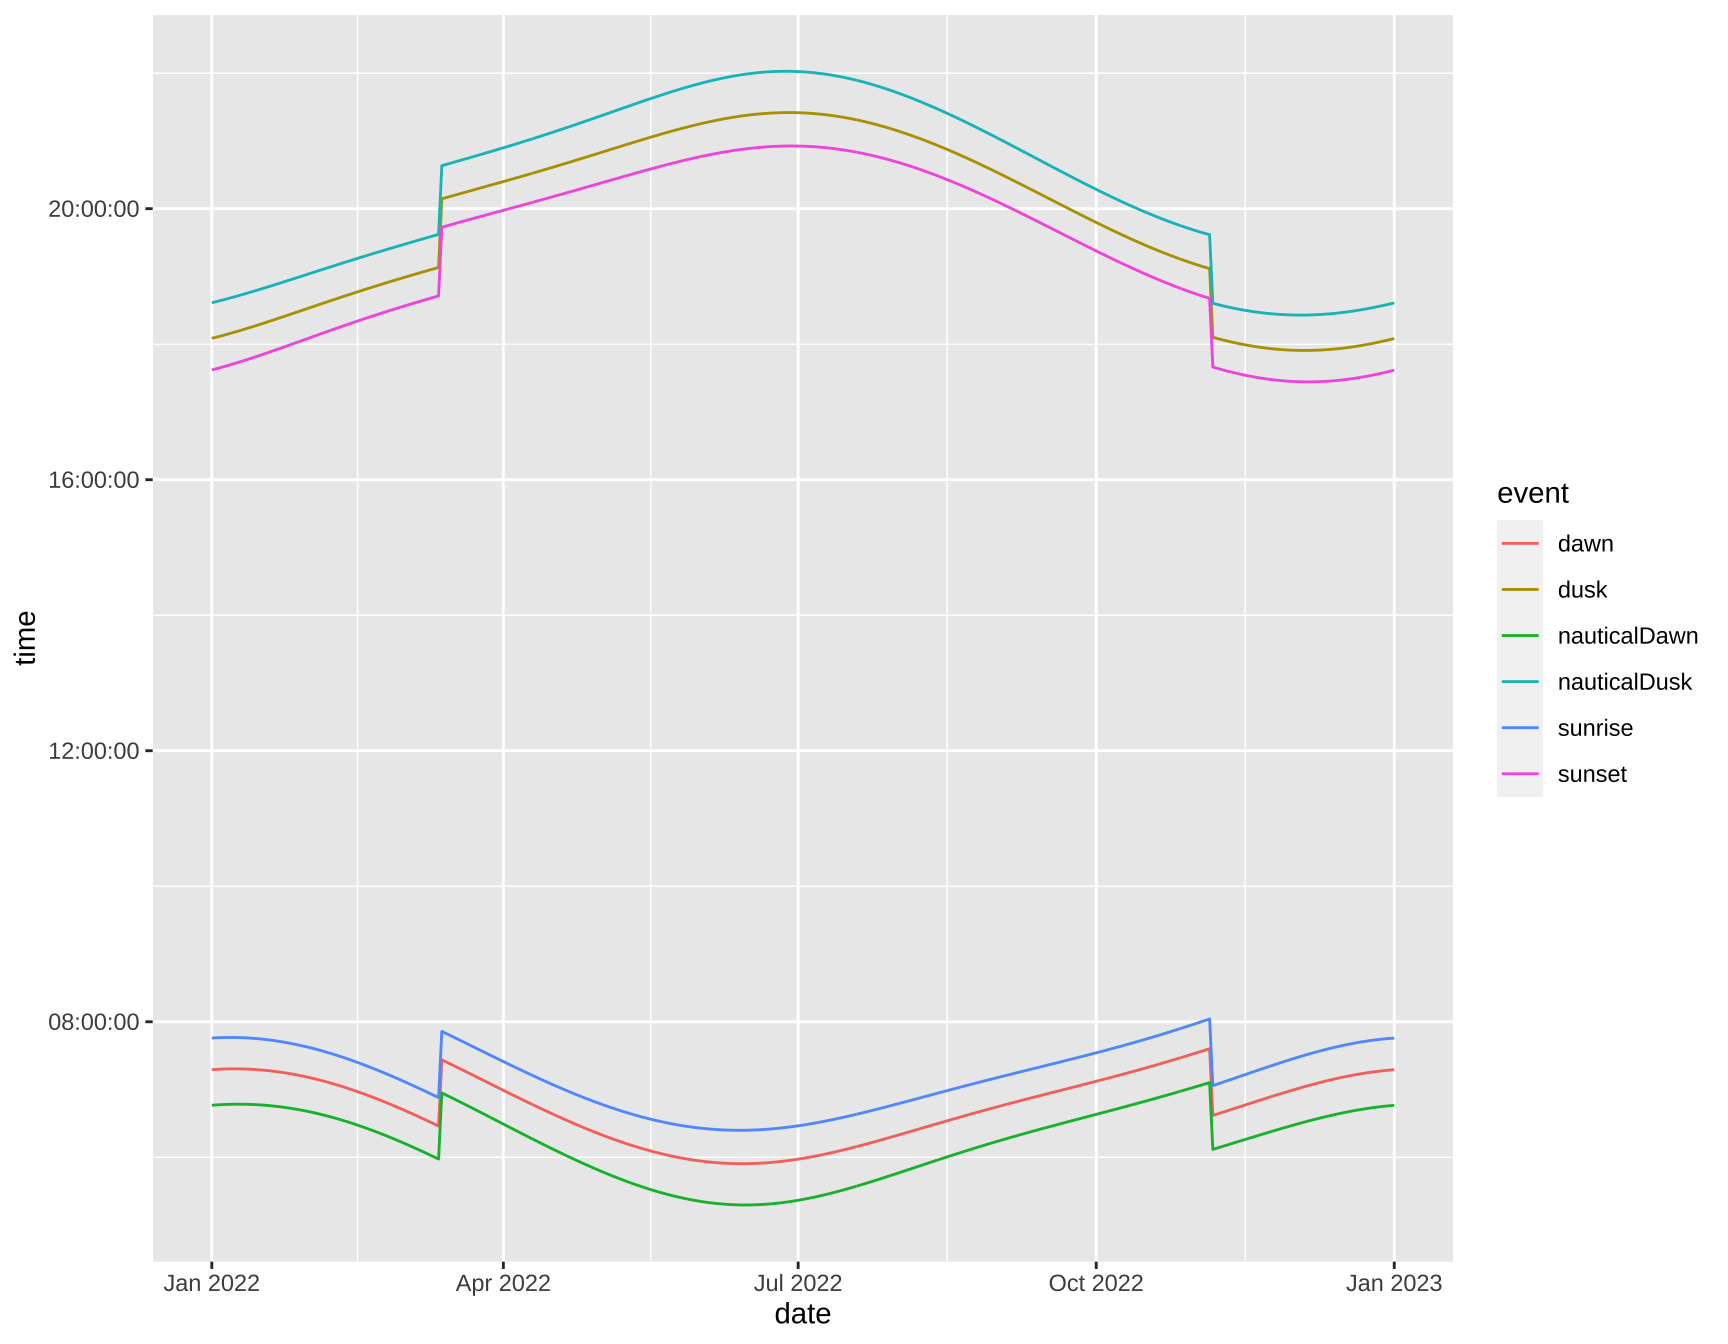 20:00:00
16:00:00
12:00:00
08:00:00
time
Jan 2022
Apr 2022
Jul 2022
Oct 2022
Jan 2023
date
event
dawn
dusk
nauticalDawn
nauticalDusk
sunrise
sunset